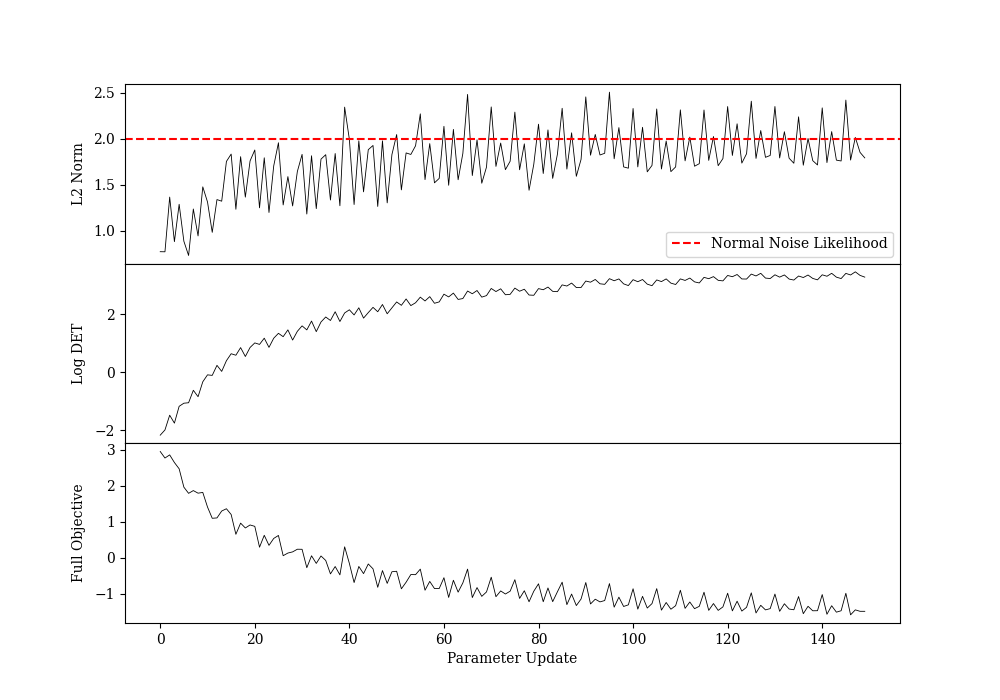 2.5
2.0
1.5
1.0
L2 Norm
Normal Noise Likelihood
2
0
−2
Log DET
3
2
1
0
−1
Full Objective
0 20 40 60 80 100 120 140
Parameter Update